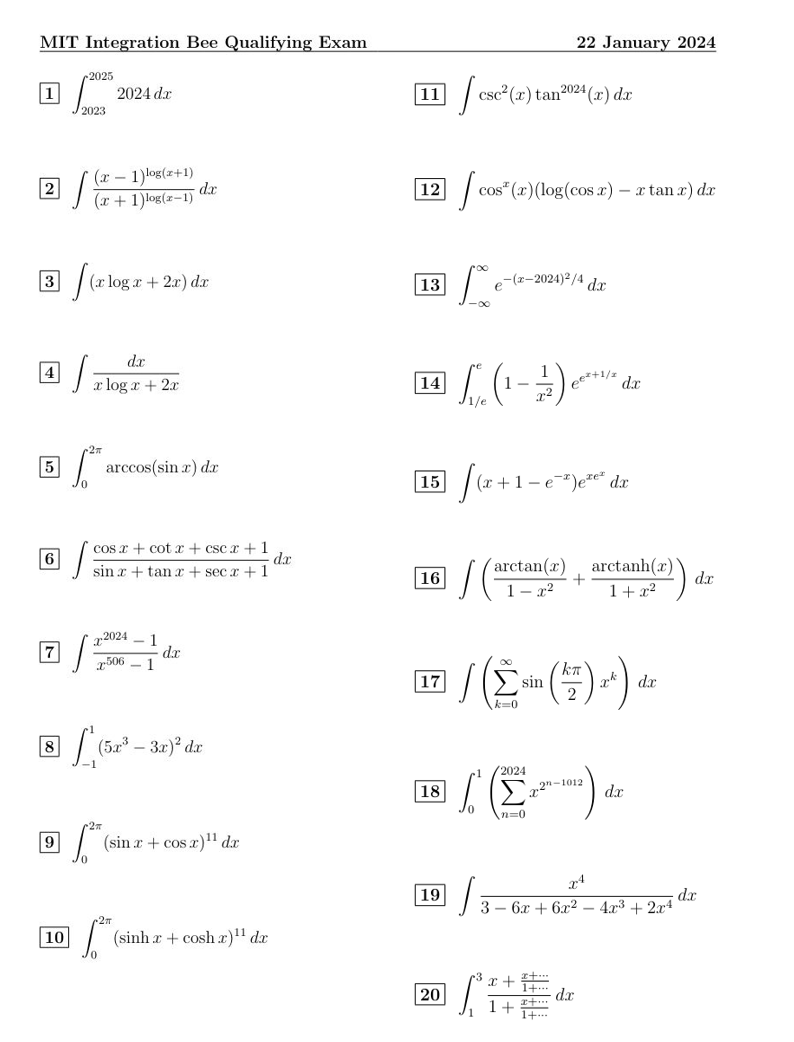 MIT Integration Bee Qualifying Exam 22 January 2024
1 $\int_{2023}^{2025} 2024\,dx$
2 $\int \frac{(x-1)^{\log(x+1)}}{(x+1)^{\log(x-1)}}\,dx$
3 $\int (x\log x+2x)\,dx$
4 $\int \frac{dx}{x\log x+2x}$
5 $\int_0^{2\pi} \arccos(\sin x)\,dx$
6 $\int \frac{\cos x+\cot x+\csc x+1}{\sin x+\tan x+\sec x+1}\,dx$
7 $\int \frac{x^{2024}-1}{x^{506}-1}\,dx$
8 $\int_{-1}^{1} (5x^3-3x)^2\,dx$
9 $\int_0^{2\pi} (\sin x+\cos x)^{11}\,dx$
10 $\int_0^{2\pi} (\sinh x+\cosh x)^{11}\,dx$
11 $\int \csc^2(x)\tan^{2024}(x)\,dx$
12 $\int \cos^x(x)(\log(\cos x)-x\tan x)\,dx$
13 $\int_{-\infty}^{\infty} e^{-(x-2024)^2/4}\,dx$
14 $\int_{1/e}^{e} \left(1-\frac{1}{x^2}\right)e^{e^{x+1/x}}\,dx$
15 $\int (x+1-e^{-x})e^{xe^x}\,dx$
16 $\int \left(\frac{\arctan(x)}{1-x^2}+\frac{\operatorname{arctanh}(x)}{1+x^2}\right)\,dx$
17 $\int \left(\sum_{k=0}^{\infty} \sin\left(\frac{k\pi}{2}\right)x^k\right)\,dx$
18 $\int_0^1 \left(\sum_{n=0}^{2024} x^{2^{n-1012}}\right)\,dx$
19 $\int \frac{x^4}{3-6x+6x^2-4x^3+2x^4}\,dx$
20 $\int_1^3 \frac{x+\frac{x+\cdots}{1+\cdots}}{1+\frac{x+\cdots}{1+\cdots}}\,dx$